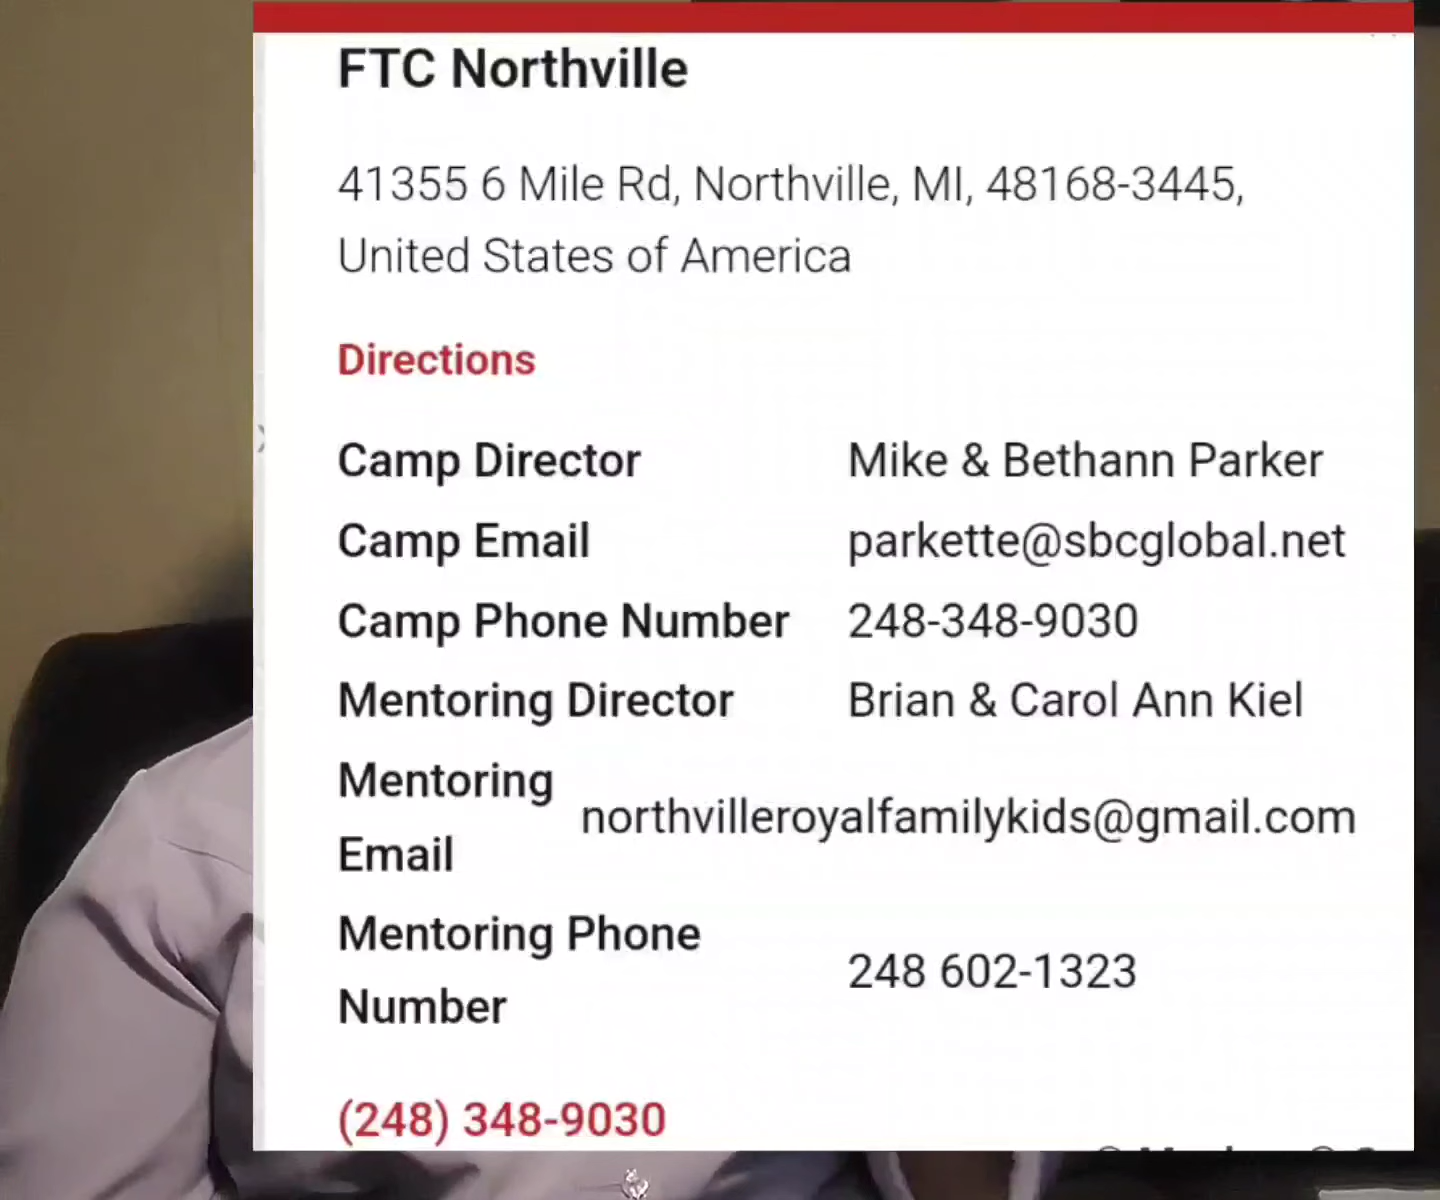 FTC Northville
41355 6 Mile Rd, Northville, MI, 48168-3445,
United States of America
Directions
Camp Director Mike & Bethann Parker
Camp Email parkette@sbcglobal.net
Camp Phone Number 248-348-9030
Mentoring Director Brian & Carol Ann Kiel
Mentoring
Email northvilleroyalfamilykids@gmail.com
Mentoring Phone
Number 248 602-1323
(248) 348-9030